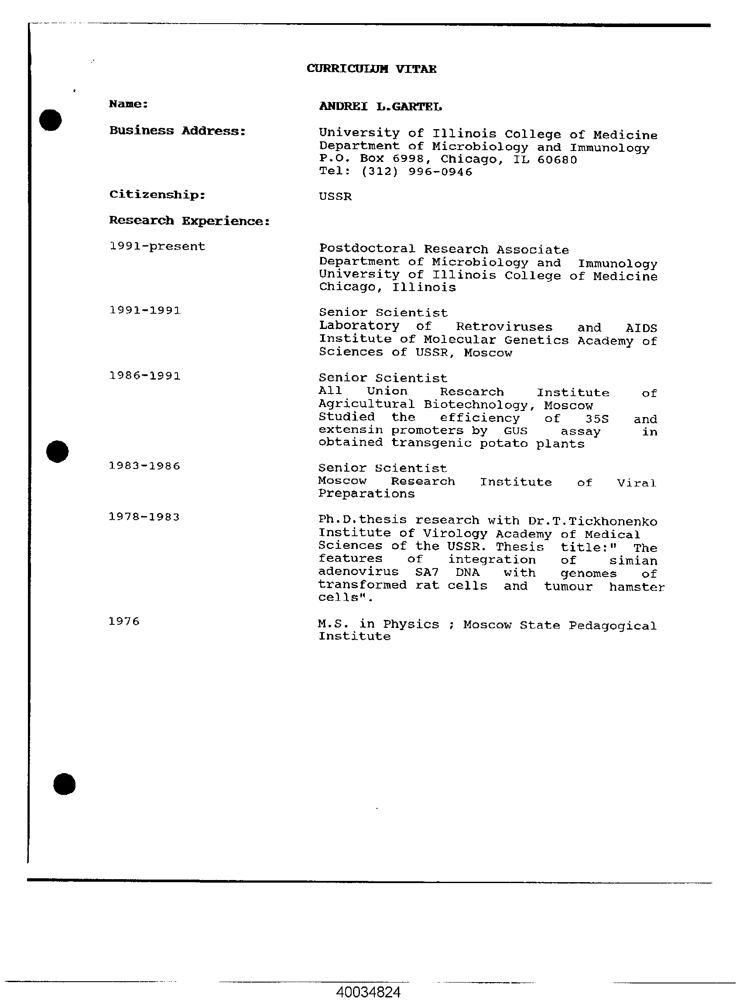 CURRICULUM VITAE
Name: ANDREI L.GARTEL
Business Address: University of Illinois College of Medicine
Department of Microbiology and Immunology
P.O. Box 6998, Chicago, IL 60680
Tel: (312) 996-0946
Citizenship: USSR
Research Experience:
1991-present Postdoctoral Research Associate
Department of Microbiology and Immunology
University of Illinois College of Medicine
Chicago, Illinois
1991-1991 Senior Scientist
Laboratory of Retroviruses and AIDS
Institute of Molecular Genetics Academy of
Sciences of USSR, Moscow
1986-1991 Senior Scientist
All Union Research Institute of
Agricultural Biotechnology, Moscow
Studied the efficiency of 35S and
extensin promoters by GUS assay in
obtained transgenic potato plants
1983-1986 Senior Scientist
Moscow Research Institute of Viral
Preparations
1978-1983 Ph.D.thesis research with Dr.T.Tickhonenko
Institute of Virology Academy of Medical
Sciences of the USSR. Thesis title:" The
features of integration of simian
adenovirus SA7 DNA with genomes of
transformed rat cells and tumour hamster
cells".
1976 M.S. in Physics ; Moscow State Pedagogical
Institute
40034824